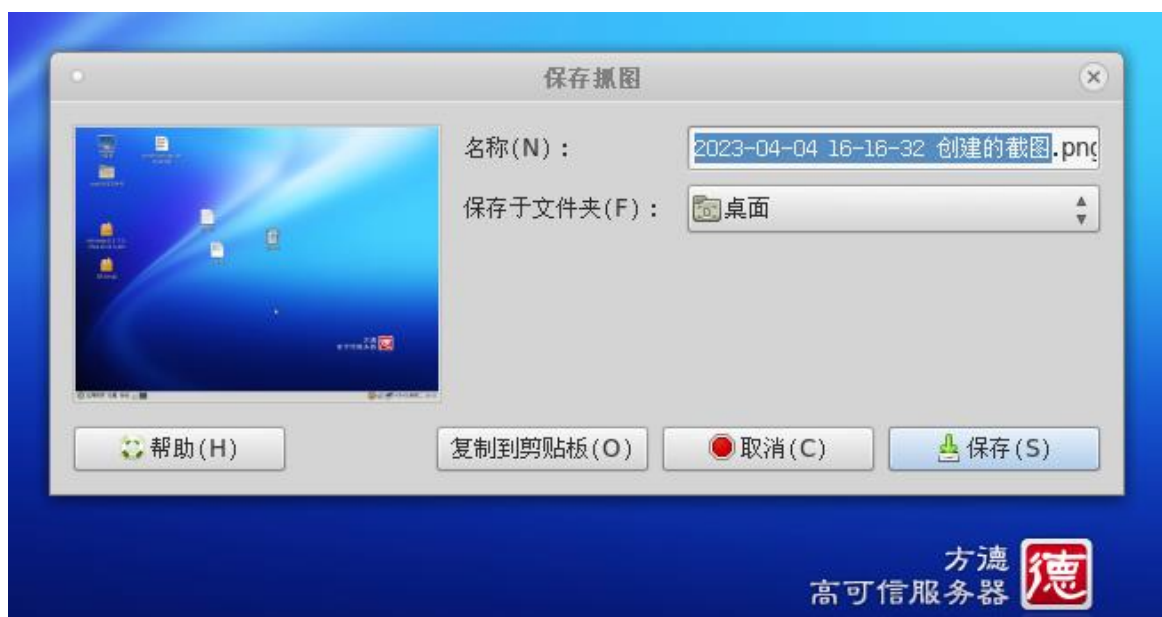 保存抓图
名称(N)：
2023-04-04 16-16-32 创建的截图.png
保存于文件夹(F)：
桌面
帮助(H)
复制到剪贴板(O)
取消(C)
保存(S)
方德
高可信服务器
德